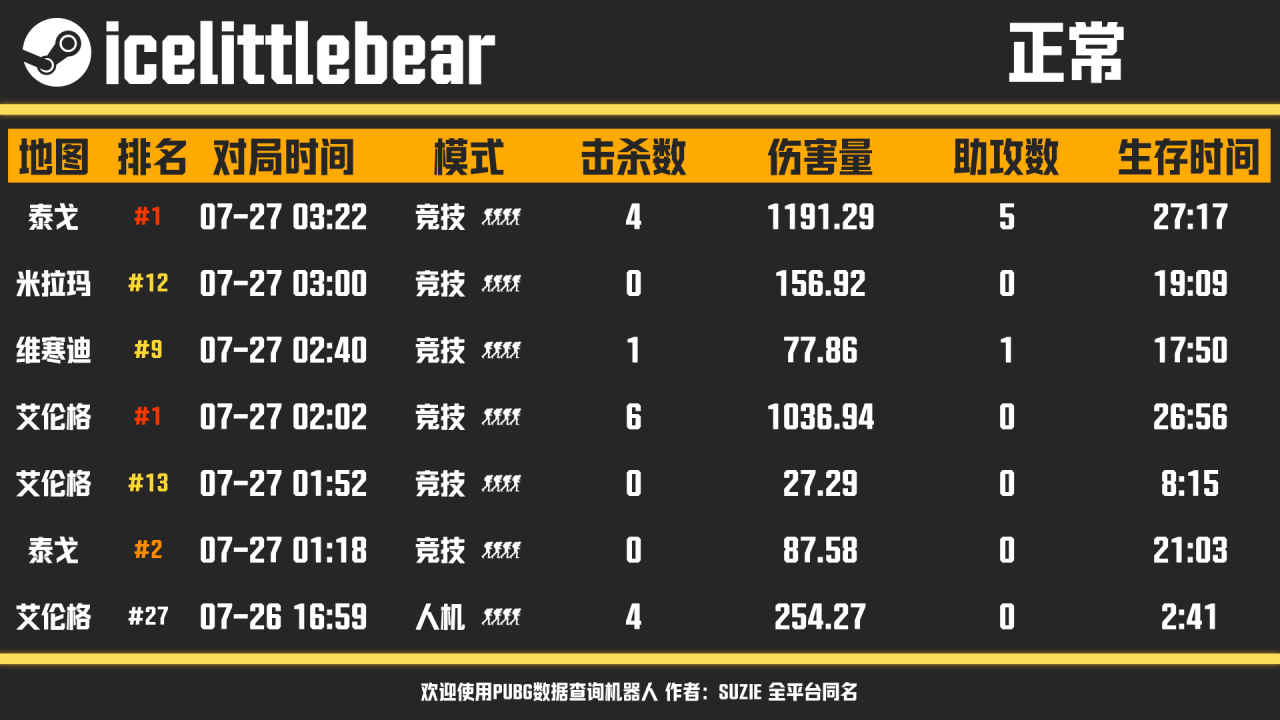 icelittlebear 正常
地图 排名 对局时间 模式 击杀数 伤害量 助攻数 生存时间
泰戈 #1 07-27 03:22 竞技 4 1191.29 5 27:17
米拉玛 #12 07-27 03:00 竞技 0 156.92 0 19:09
维寒迪 #9 07-27 02:40 竞技 1 77.86 1 17:50
艾伦格 #1 07-27 02:02 竞技 6 1036.94 0 26:56
艾伦格 #13 07-27 01:52 竞技 0 27.29 0 8:15
泰戈 #2 07-27 01:18 竞技 0 87.58 0 21:03
艾伦格 #27 07-26 16:59 人机 4 254.27 0 2:41
欢迎使用PUBG数据查询机器人 作者：SUZIE 全平台同名